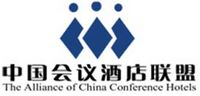 中国会议酒店联盟
The Alliance of China Conference Hotels